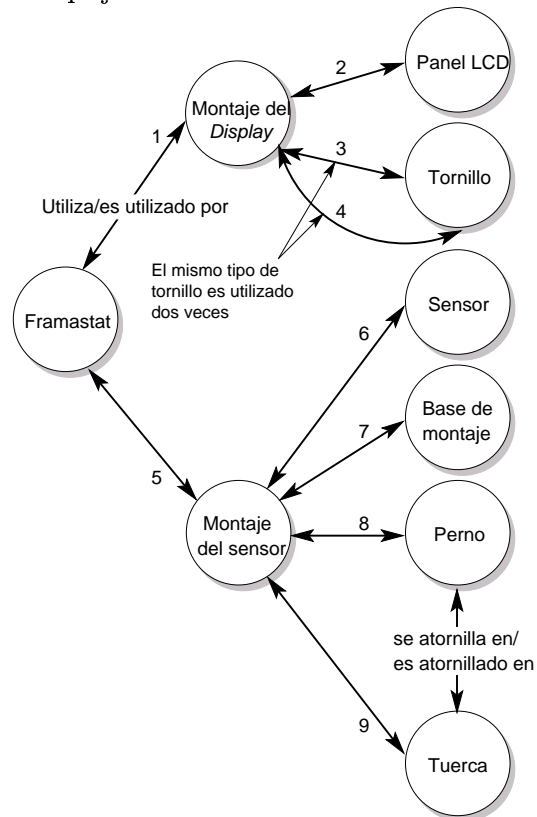 2
Panel LCD
Montaje del
Display
1
3
Tornillo
4
Utiliza/es utilizado por
El mismo tipo de
tornillo es utilizado
dos veces
Sensor
Framastat
6
Base de
montaje
7
5
Montaje
del sensor
8
Perno
se atornilla en/
es atornillado en
9
Tuerca